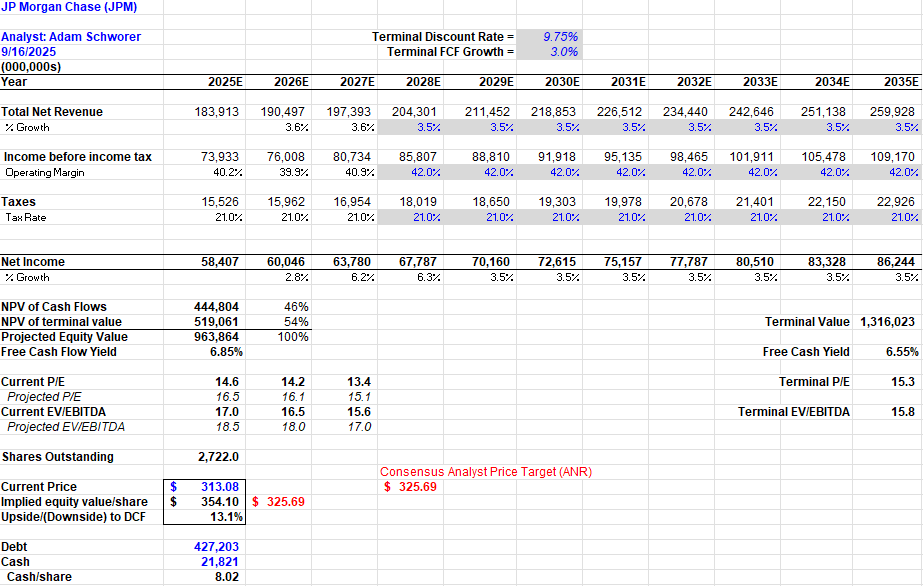 JP Morgan Chase (JPM)
Analyst: Adam Schworer Terminal Discount Rate = 9.75%
9/16/2025 Terminal FCF Growth = 3.0%
(000,000s)
Year 2025E 2026E 2027E 2028E 2029E 2030E 2031E 2032E 2033E 2034E 2035E
Total Net Revenue 183,913 190,497 197,393 204,301 211,452 218,853 226,512 234,440 242,646 251,138 259,928
% Growth 3.6% 3.6% 3.5% 3.5% 3.5% 3.5% 3.5% 3.5% 3.5% 3.5%
Income before income tax 73,933 76,008 80,734 85,807 88,810 91,918 95,135 98,465 101,911 105,478 109,170
Operating Margin 40.2% 39.9% 40.9% 42.0% 42.0% 42.0% 42.0% 42.0% 42.0% 42.0% 42.0%
Taxes 15,526 15,962 16,954 18,019 18,650 19,303 19,978 20,678 21,401 22,150 22,926
Tax Rate 21.0% 21.0% 21.0% 21.0% 21.0% 21.0% 21.0% 21.0% 21.0% 21.0% 21.0%
Net Income 58,407 60,046 63,780 67,787 70,160 72,615 75,157 77,787 80,510 83,328 86,244
% Growth 2.8% 6.2% 6.3% 3.5% 3.5% 3.5% 3.5% 3.5% 3.5% 3.5%
NPV of Cash Flows 444,804 46%
NPV of terminal value 519,061 54% Terminal Value 1,316,023
Projected Equity Value 963,864 100%
Free Cash Flow Yield 6.85% Free Cash Yield 6.55%
Current P/E 14.6 14.2 13.4 Terminal P/E 15.3
Projected P/E 16.5 16.1 15.1
Current EV/EBITDA 17.0 16.5 15.6 Terminal EV/EBITDA 15.8
Projected EV/EBITDA 18.5 18.0 17.0
Shares Outstanding 2,722.0
Consensus Analyst Price Target (ANR)
Current Price $ 313.08 $ 325.69
Implied equity value/share $ 354.10 $ 325.69
Upside/(Downside) to DCF 13.1%
Debt 427,203
Cash 21,821
Cash/share 8.02